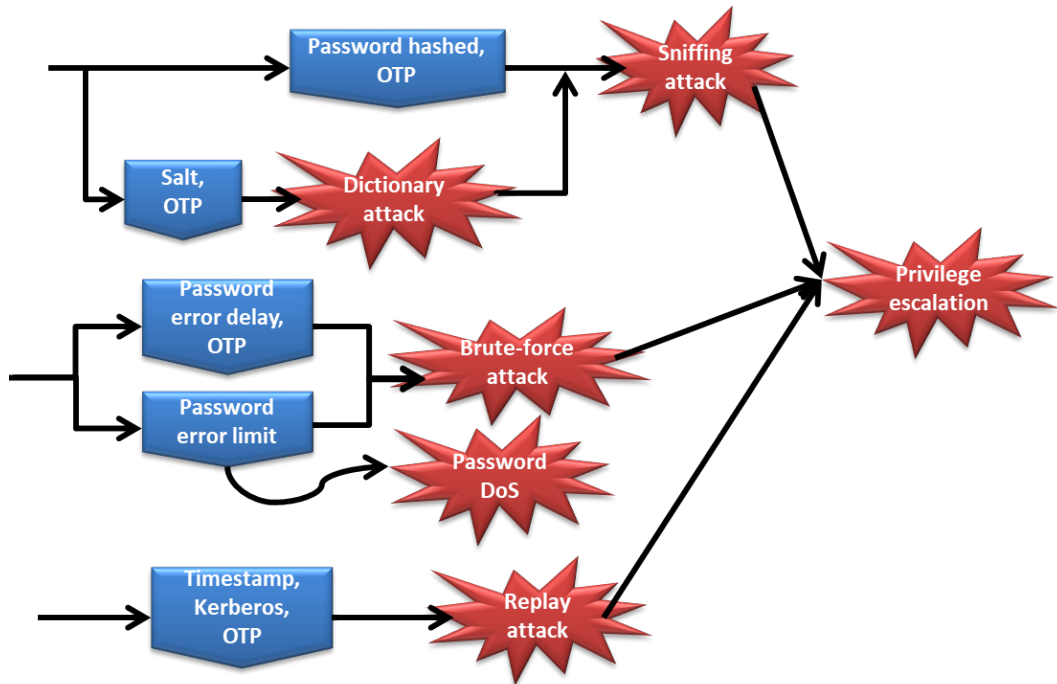 Password hashed,
OTP
Sniffing
attack
Salt,
OTP
Dictionary
attack
Privilege
escalation
Password
error delay,
OTP
Brute-force
attack
Password
error limit
Password
DoS
Timestamp,
Kerberos,
OTP
Replay
attack